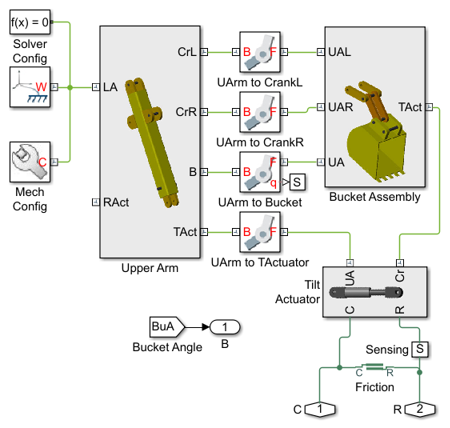 f(x) = 0
Solver
Config
W
C
Mech
Config
LA
RAct
CrL
CrR
B
TAct
Upper Arm
B F
UArm to CrankL
B F
UArm to CrankR
B F
q
S
UArm to Bucket
B F
UArm to TActuator
UAL
UAR
UA
TAct
Bucket Assembly
UA
Cr
Tilt
Actuator
C
R
BuA
Bucket Angle
1
B
Sensing
S
C R
Friction
C 1
R 2